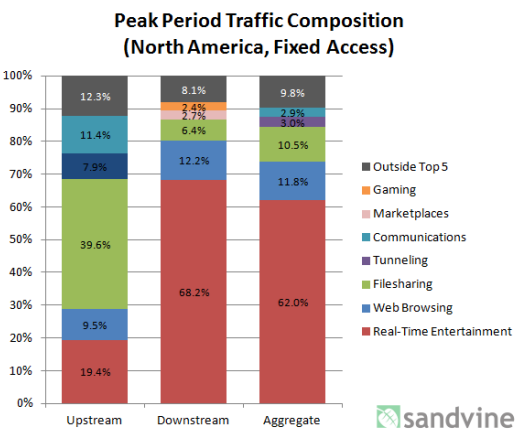 Peak Period Traffic Composition
(North America, Fixed Access)
100%
90%
80%
70%
60%
50%
40%
30%
20%
10%
0%
12.3%
11.4%
7.9%
39.6%
9.5%
19.4%
8.1%
2.4%
2.7%
6.4%
12.2%
68.2%
9.8%
2.9%
3.0%
10.5%
11.8%
62.0%
Upstream
Downstream
Aggregate
Outside Top 5
Gaming
Marketplaces
Communications
Tunneling
Filesharing
Web Browsing
Real-Time Entertainment
sandvine